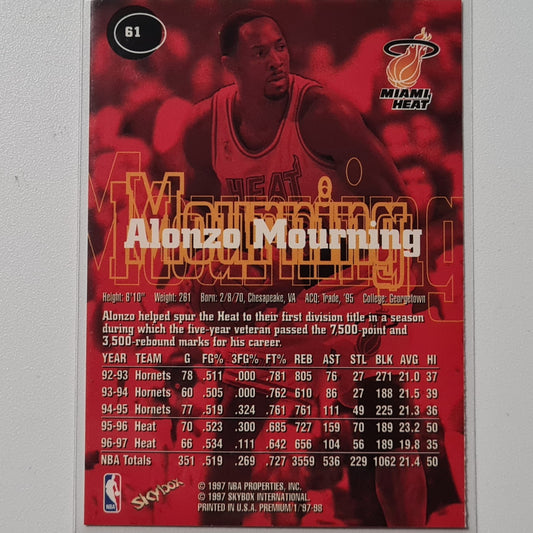 61
MIAMI
HEAT
HEAT
Mourning
Alonzo Mourning
Height: 6'10" Weight: 261 Born: 2/8/70, Chesapeake, VA ACQ: Trade, '95 College: Georgetown
Alonzo helped spur the Heat to their first division title in a season
during which the five-year veteran passed the 7,500-point and
3,500-rebound marks for his career.
YEAR TEAM G FG% 3FG% FT% REB AST STL BLK AVG HI
92-93 Hornets 78 .511 .000 .781 805 76 27 271 21.0 37
93-94 Hornets 60 .505 .000 .762 610 86 27 188 21.5 39
94-95 Hornets 77 .519 .324 .761 761 111 49 225 21.3 36
95-96 Heat 70 .523 .300 .685 727 159 70 189 23.2 50
96-97 Heat 66 .534 .111 .642 656 104 56 189 19.8 35
NBA Totals 351 .519 .269 .727 3559 536 229 1062 21.4 50
© 1997 NBA PROPERTIES, INC.
© 1997 SKYBOX INTERNATIONAL.
PRINTED IN U.S.A. PREMIUM/1 '97-98
NBA
SKYBOX